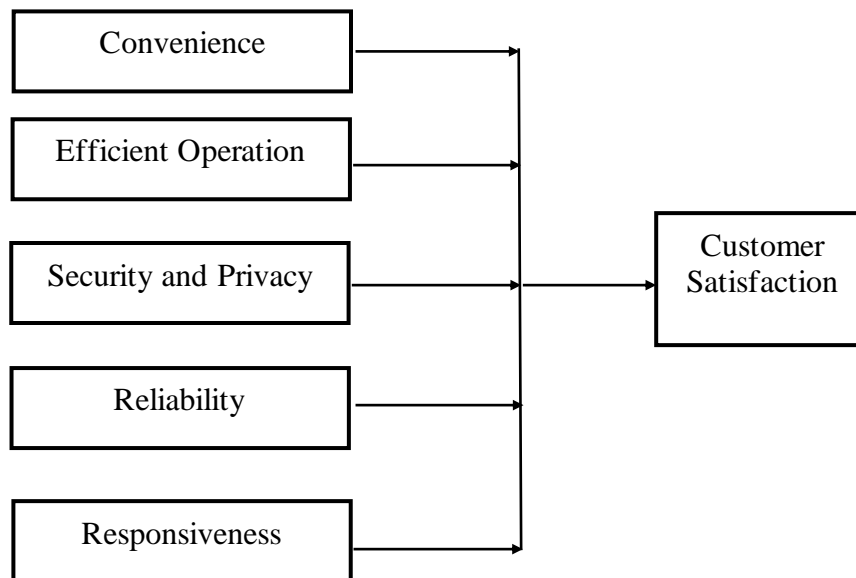 Convenience
Efficient Operation
Security and Privacy
Customer
Satisfaction
Reliability
Responsiveness